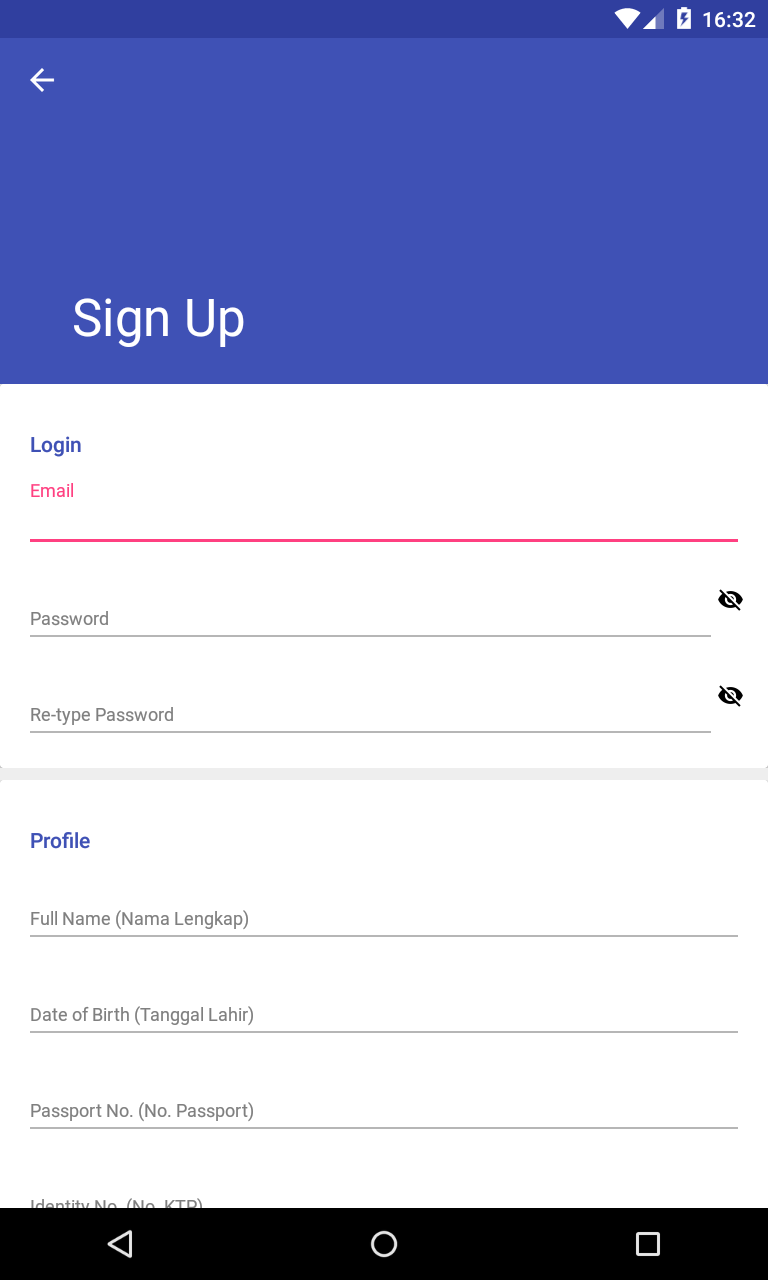 16:32
Sign Up
Login
Email
Password
Re-type Password
Profile
Full Name (Nama Lengkap)
Date of Birth (Tanggal Lahir)
Passport No. (No. Passport)
Identity No. (No. KTP)